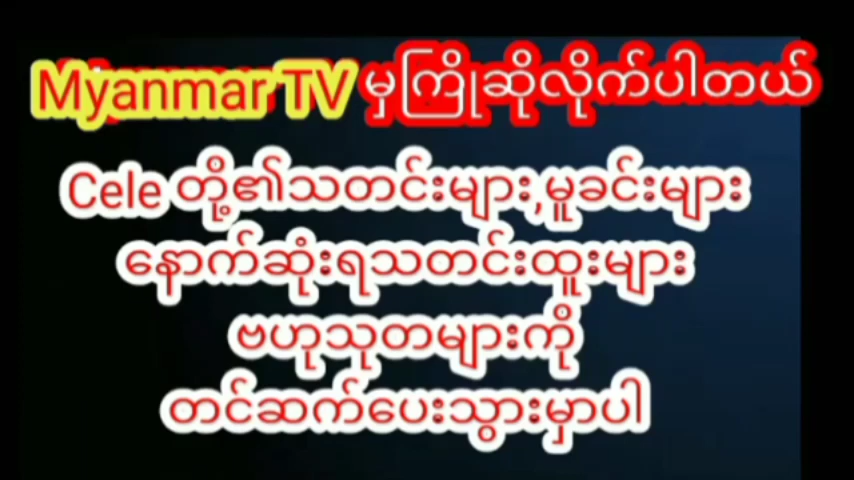 Myanmar TV မှကြိုဆိုလိုက်ပါတယ်
Cele တို့၏သတင်းများ,မူခင်းများ
နောက်ဆုံးရသတင်းထူးများ
ဗဟုသုတများကို
တင်ဆက်ပေးသွားမှာပါ